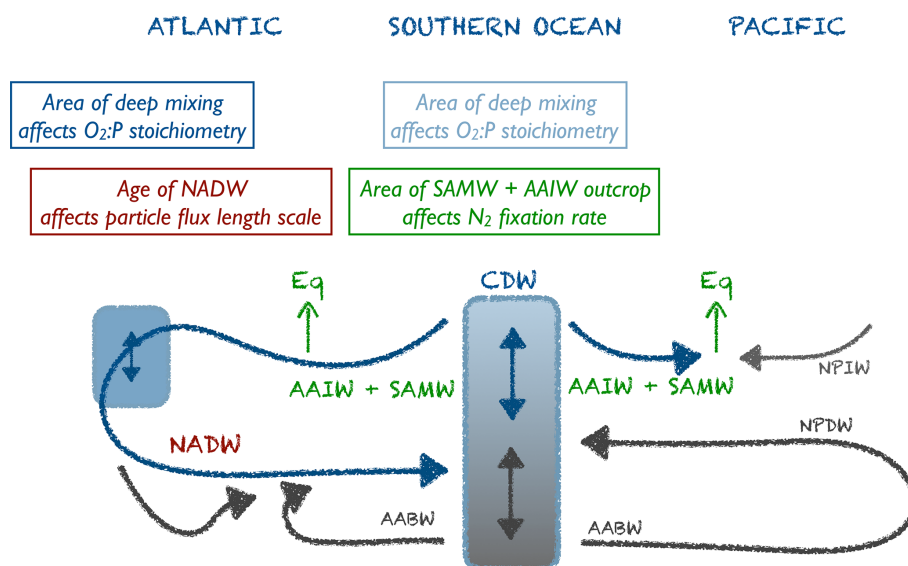 ATLANTIC
SOUTHERN OCEAN
PACIFIC
Area of deep mixing
affects O₂:P stoichiometry
Area of deep mixing
affects O₂:P stoichiometry
Age of NADW
affects particle flux length scale
Area of SAMW + AAIW outcrop
affects N₂ fixation rate
Eq
CDW
Eq
NPIW
AAIW + SAMW
AAIW + SAMW
NADW
NPDW
AABW
AABW